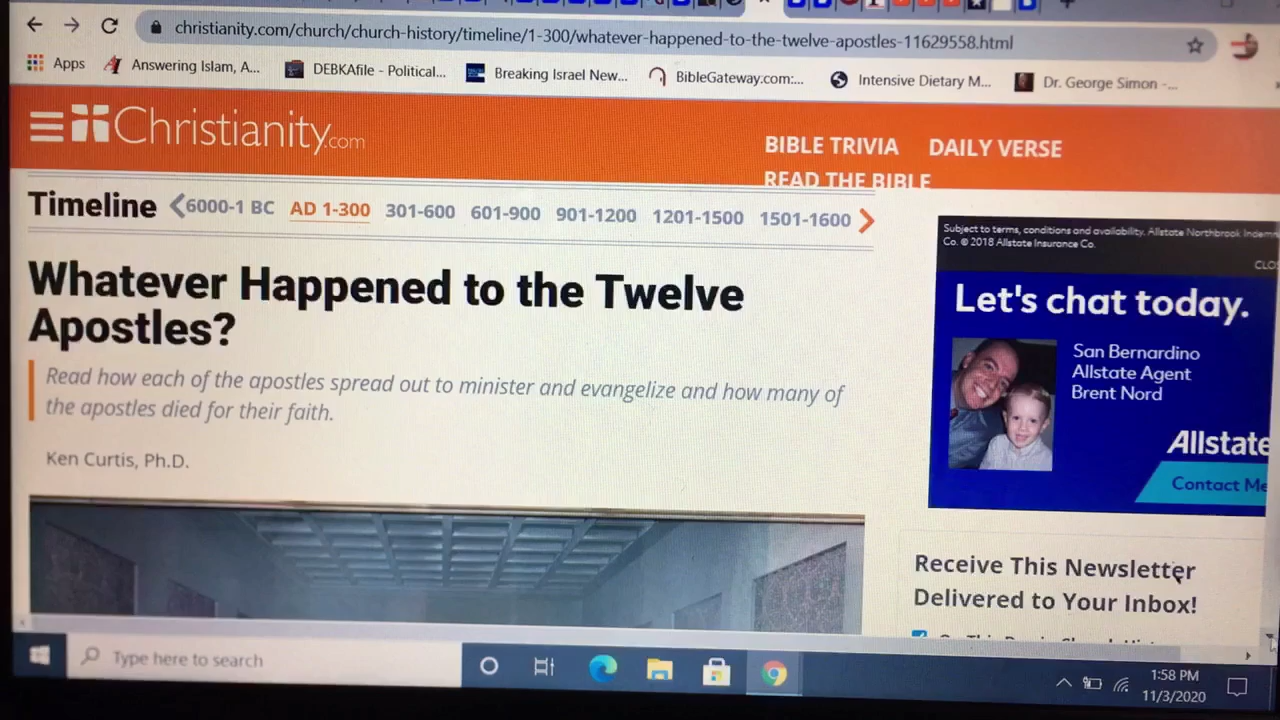 christianity.com/church/church-history/timeline/1-300/whatever-happened-to-the-twelve-apostles-11629558.html
Apps Answering Islam, A... DEBKAfile - Political... Breaking Israel New... BibleGateway.com:... Intensive Dietary M... Dr. George Simon -...
Christianity.com
BIBLE TRIVIA DAILY VERSE
READ THE BIBLE
Timeline 6000-1 BC AD 1-300 301-600 601-900 901-1200 1201-1500 1501-1600
Whatever Happened to the Twelve
Apostles?
Read how each of the apostles spread out to minister and evangelize and how many of
the apostles died for their faith.
Ken Curtis, Ph.D.
Subject to terms, conditions and availability. Allstate Northbrook Indemn
Co. © 2018 Allstate Insurance Co.
CLOS
Let's chat today.
San Bernardino
Allstate Agent
Brent Nord
Allstate
Contact Me
Receive This Newsletter
Delivered to Your Inbox!
Type here to search
1:58 PM
11/3/2020